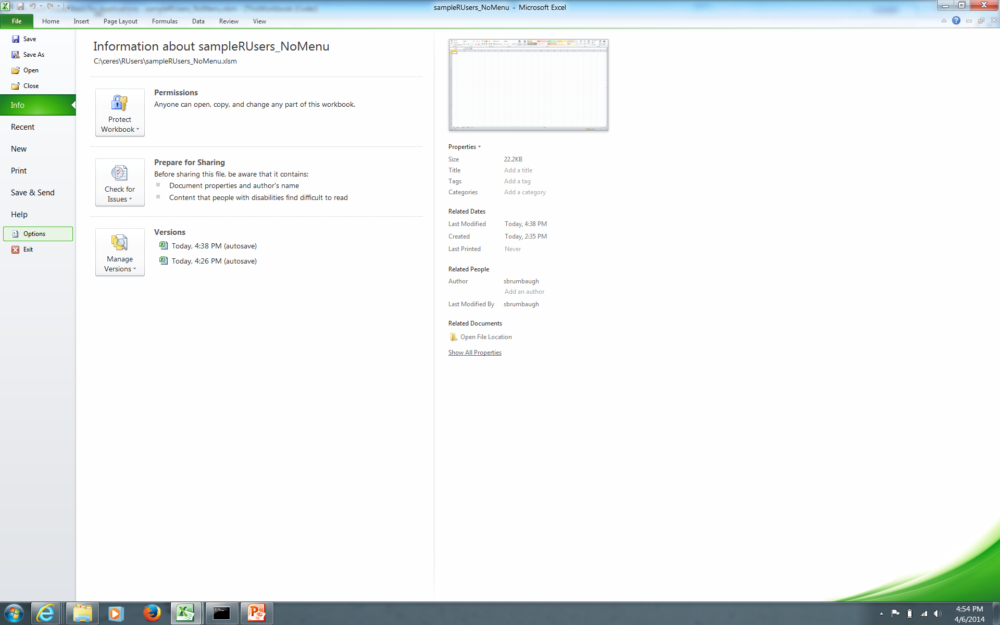 sampleRUsers_NoMenu - Microsoft Excel
File Home Insert Page Layout Formulas Data Review View
Save
Save As
Open
Close
Info
Recent
New
Print
Save & Send
Help
Options
Exit
Information about sampleRUsers_NoMenu
C:\ceres\RUsers\sampleRUsers_NoMenu.xlsm
Protect
Workbook
Permissions
Anyone can open, copy, and change any part of this workbook.
Check for
Issues
Prepare for Sharing
Before sharing this file, be aware that it contains:
Document properties and author's name
Content that people with disabilities find difficult to read
Manage
Versions
Versions
Today, 4:38 PM (autosave)
Today, 4:26 PM (autosave)
Properties
Size 22.2KB
Title Add a title
Tags Add a tag
Categories Add a category
Related Dates
Last Modified Today, 4:38 PM
Created Today, 2:35 PM
Last Printed Never
Related People
Author sbrumbaugh
Add an author
Last Modified By sbrumbaugh
Related Documents
Open File Location
Show All Properties
4:54 PM
4/6/2014